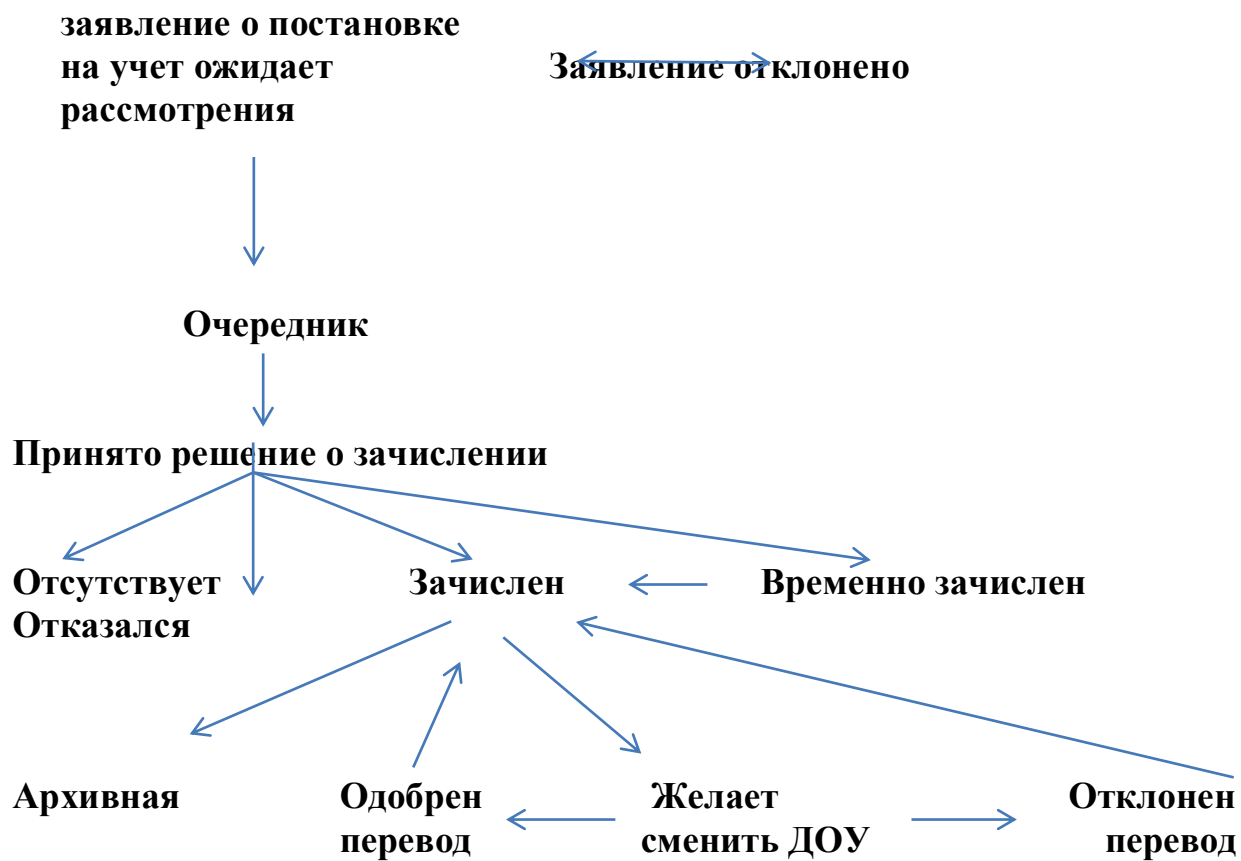 заявление о постановке
на учет ожидает Заявление отклонено
рассмотрения
Очередник
Принято решение о зачислении
Отсутствует Зачислен Временно зачислен
Отказался
Архивная Одобрен Желает Отклонен
перевод сменить ДОУ перевод